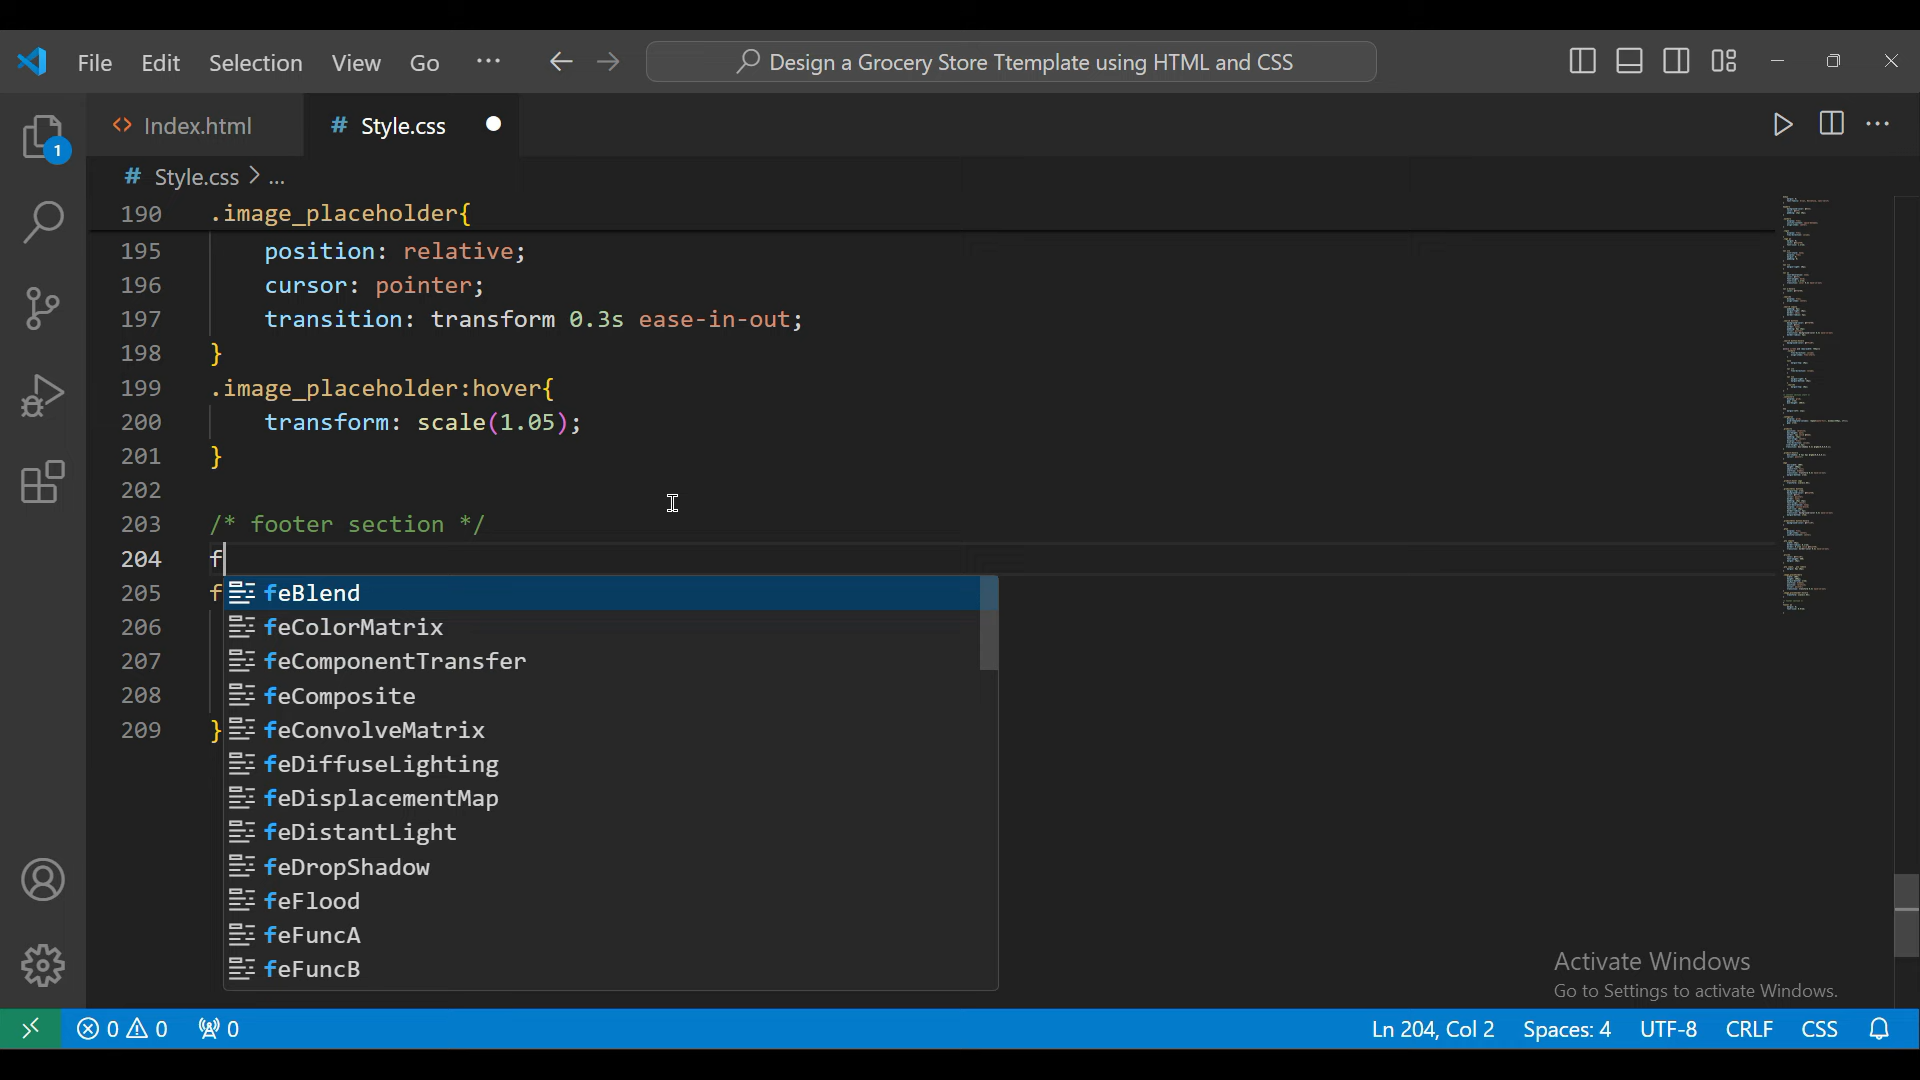 File Edit Selection View Go ··· Design a Grocery Store Ttemplate using HTML and CSS
<> Index.html # Style.css
# Style.css > ...
190 .image_placeholder{
195 position: relative;
196 cursor: pointer;
197 transition: transform 0.3s ease-in-out;
198 }
199 .image_placeholder:hover{
200 transform: scale(1.05);
201 }
202
203 /* footer section */
204 f
205 f
206
207
208
209 }
feBlend
feColorMatrix
feComponentTransfer
feComposite
feConvolveMatrix
feDiffuseLighting
feDisplacementMap
feDistantLight
feDropShadow
feFlood
feFuncA
feFuncB
1
Activate Windows
Go to Settings to activate Windows.
0 0 0 Ln 204, Col 2 Spaces: 4 UTF-8 CRLF CSS